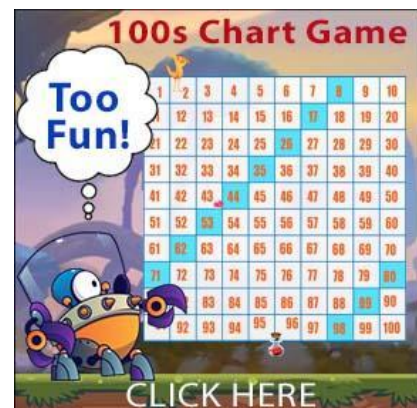 100s Chart Game
Too
Fun!
1 2 3 4 5 6 7 8 9 10
12 13 14 15 16 17 18 19 20
21 22 23 24 25 26 27 28 29 30
31 32 33 34 35 36 37 38 39 40
41 42 43 44 45 46 47 48 49 50
51 52 53 54 55 56 57 58 59 60
61 62 63 64 65 66 67 68 69 70
71 72 73 74 75 76 77 78 79 80
83 84 85 86 87 88 89 90
92 93 94 95 96 97 98 99 100
CLICK HERE